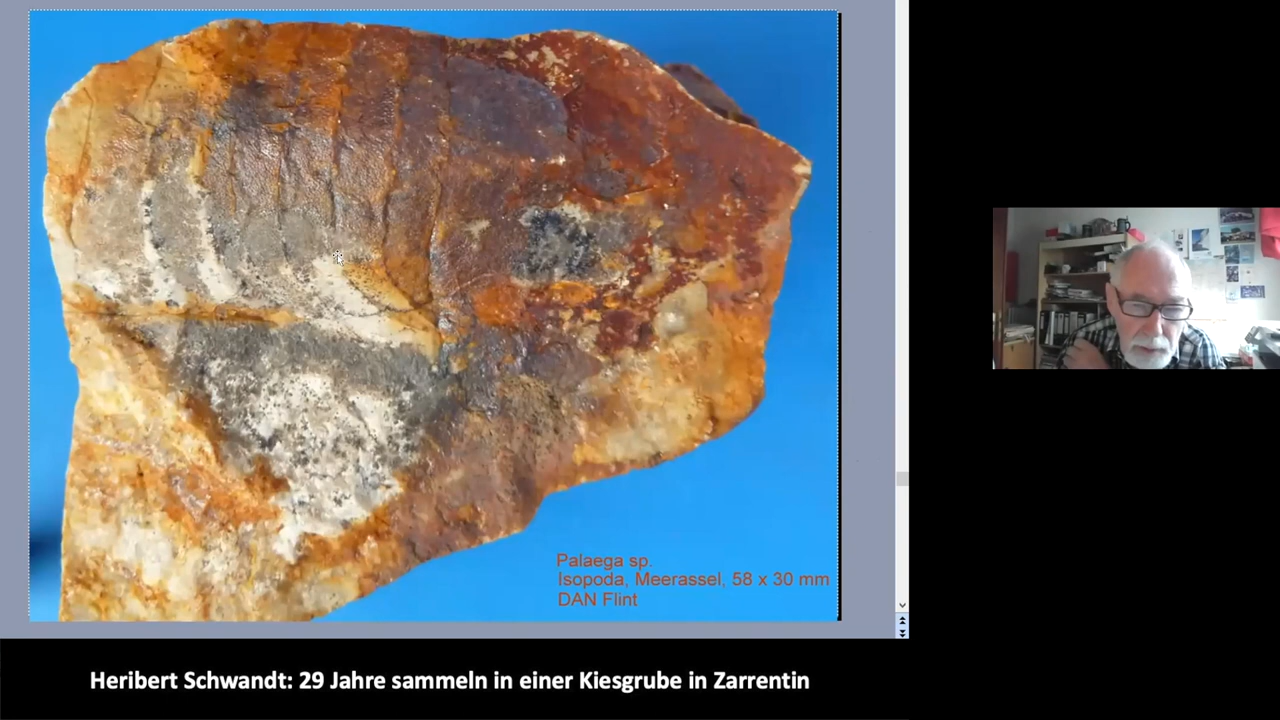 Palaega sp.
Isopoda, Meerassel, 58 x 30 mm
DAN Flint
Heribert Schwandt: 29 Jahre sammeln in einer Kiesgrube in Zarrentin